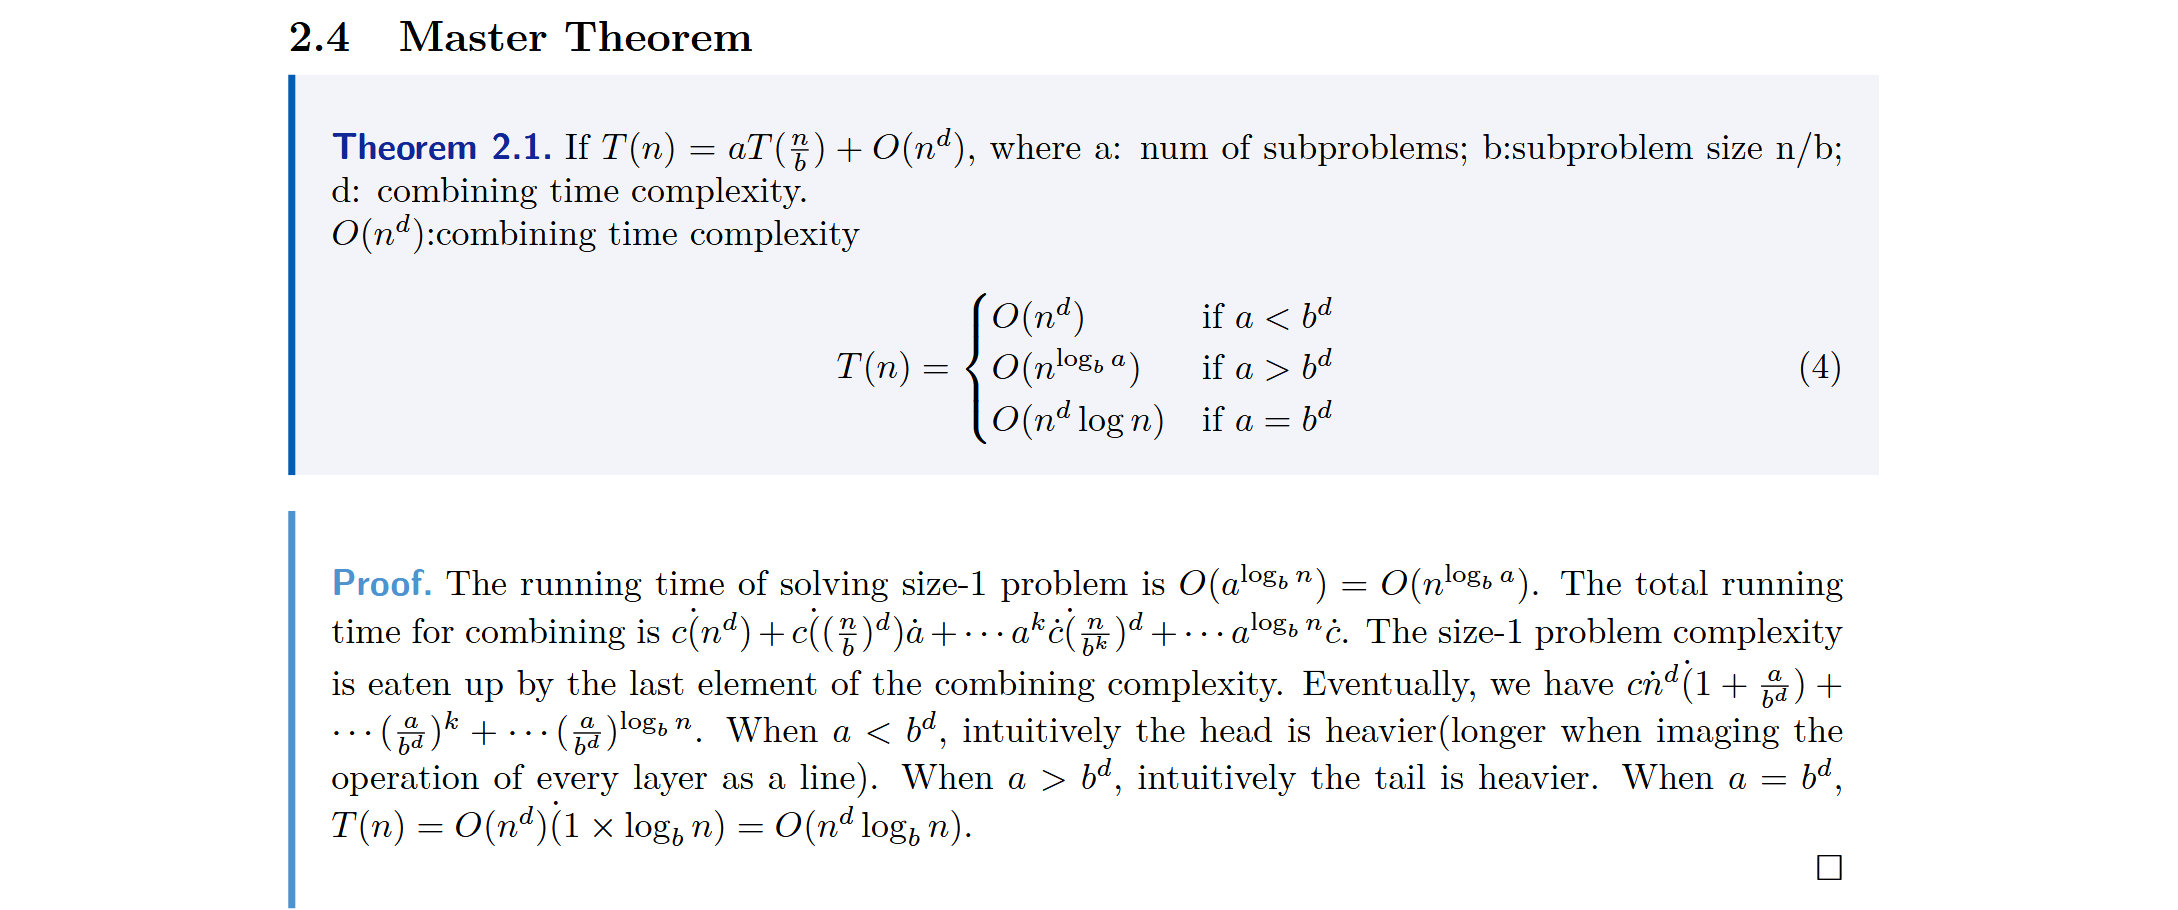 2.4 Master Theorem
Theorem 2.1. If $T(n) = aT(\frac{n}{b}) + O(n^d)$, where a: num of subproblems; b:subproblem size n/b;
d: combining time complexity.
$O(n^d)$:combining time complexity
$T(n) = \begin{cases} O(n^d) & \text{if } a < b^d \\ O(n^{\log_b a}) & \text{if } a > b^d \\ O(n^d \log n) & \text{if } a = b^d \end{cases}$ (4)
Proof. The running time of solving size-1 problem is $O(a^{\log_b n}) = O(n^{\log_b a})$. The total running
time for combining is $c\dot{(}n^d) + c\dot{(}(\frac{n}{b})^d)\dot{a} + \cdots a^k\dot{c}\dot{(}\frac{n}{b^k})^d + \cdots a^{\log_b n}\dot{c}$. The size-1 problem complexity
is eaten up by the last element of the combining complexity. Eventually, we have $c\dot{n}^d\dot{(}1 + \frac{a}{b^d}) +$
$\cdots (\frac{a}{b^d})^k + \cdots (\frac{a}{b^d})^{\log_b n}$. When $a < b^d$, intuitively the head is heavier(longer when imaging the
operation of every layer as a line). When $a > b^d$, intuitively the tail is heavier. When $a = b^d$,
$T(n) = O(n^d)\dot{(}1 \times \log_b n) = O(n^d \log_b n)$.
□